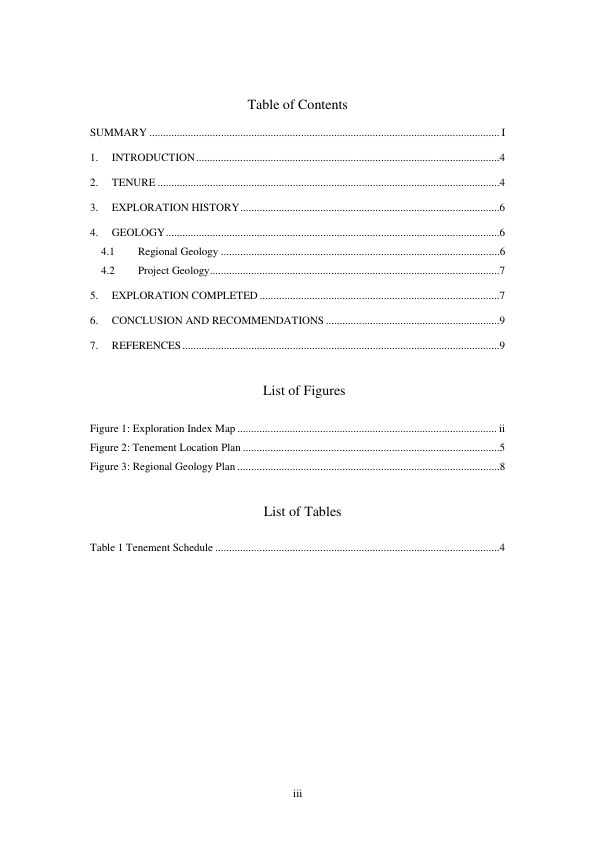 Table of Contents
SUMMARY ................................................................................................................................ I
1. INTRODUCTION...............................................................................................................4
2. TENURE .............................................................................................................................4
3. EXPLORATION HISTORY...............................................................................................6
4. GEOLOGY..........................................................................................................................6
4.1 Regional Geology ......................................................................................................6
4.2 Project Geology..........................................................................................................7
5. EXPLORATION COMPLETED ........................................................................................7
6. CONCLUSION AND RECOMMENDATIONS ................................................................9
7. REFERENCES....................................................................................................................9
List of Figures
Figure 1: Exploration Index Map ............................................................................................... ii
Figure 2: Tenement Location Plan ..............................................................................................5
Figure 3: Regional Geology Plan ................................................................................................8
List of Tables
Table 1 Tenement Schedule ........................................................................................................4
iii